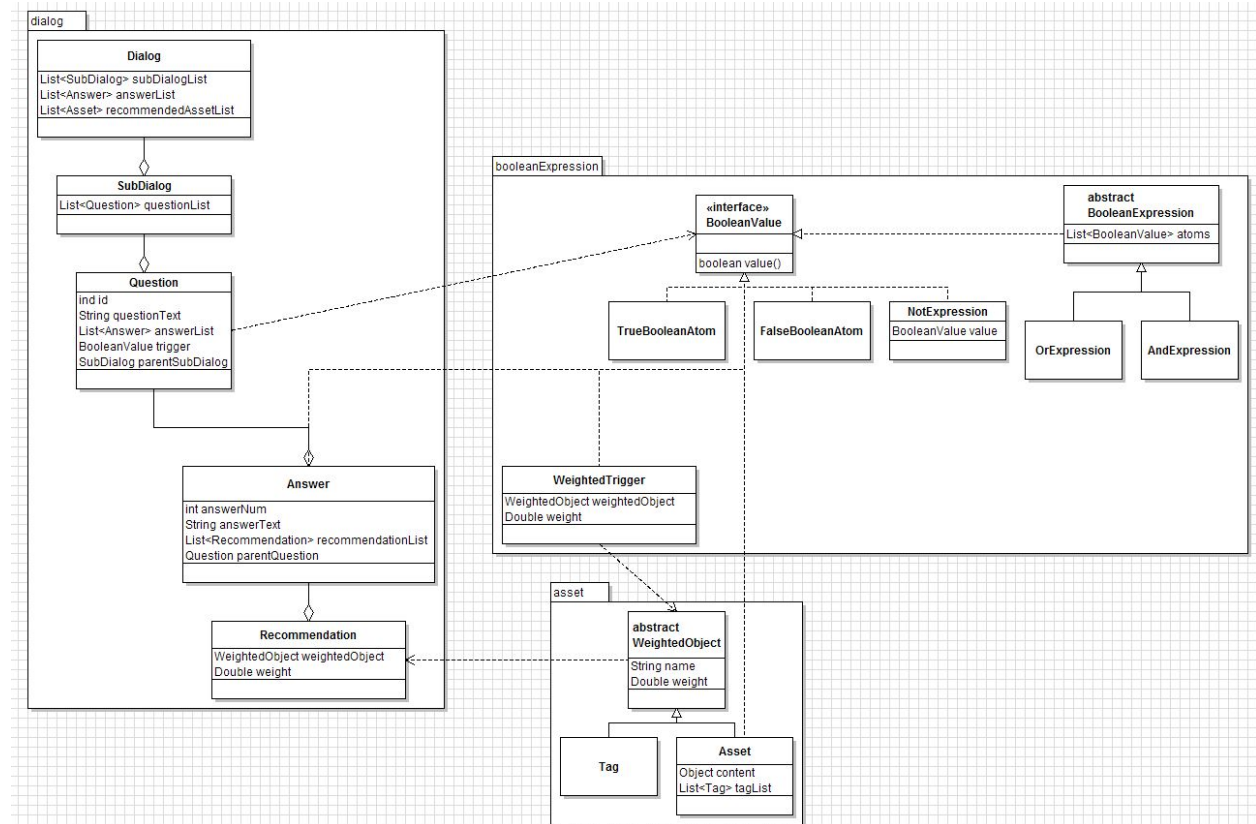 dialog
Dialog
List<SubDialog> subDialogList
List<Answer> answerList
List<Asset> recommendedAssetList
SubDialog
List<Question> questionList
Question
ind id
String questionText
List<Answer> answerList
BooleanValue trigger
SubDialog parentSubDialog
Answer
int answerNum
String answerText
List<Recommendation> recommendationList
Question parentQuestion
Recommendation
WeightedObject weightedObject
Double weight
booleanExpression
«interface»
BooleanValue
boolean value()
abstract
BooleanExpression
List<BooleanValue> atoms
TrueBooleanAtom
FalseBooleanAtom
NotExpression
BooleanValue value
OrExpression
AndExpression
WeightedTrigger
WeightedObject weightedObject
Double weight
asset
abstract
WeightedObject
String name
Double weight
Tag
Asset
Object content
List<Tag> tagList